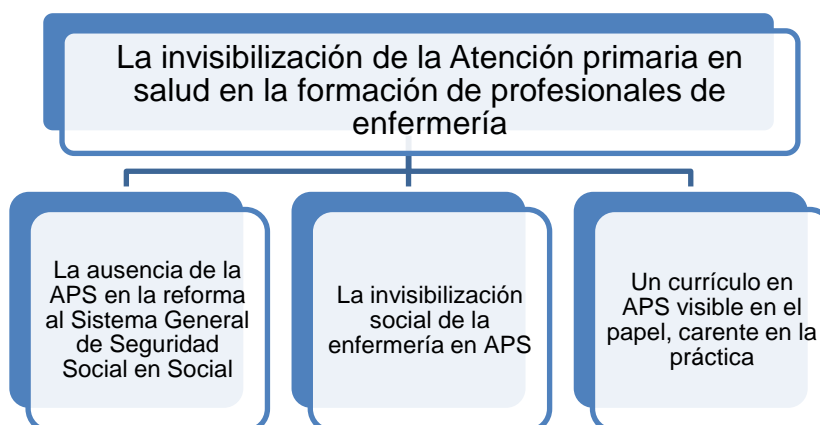 La invisibilización de la Atención primaria en
salud en la formación de profesionales de
enfermería
La ausencia de la
APS en la reforma
al Sistema General
de Seguridad
Social en Social
La invisibilización
social de la
enfermería en APS
Un currículo en
APS visible en el
papel, carente en la
práctica